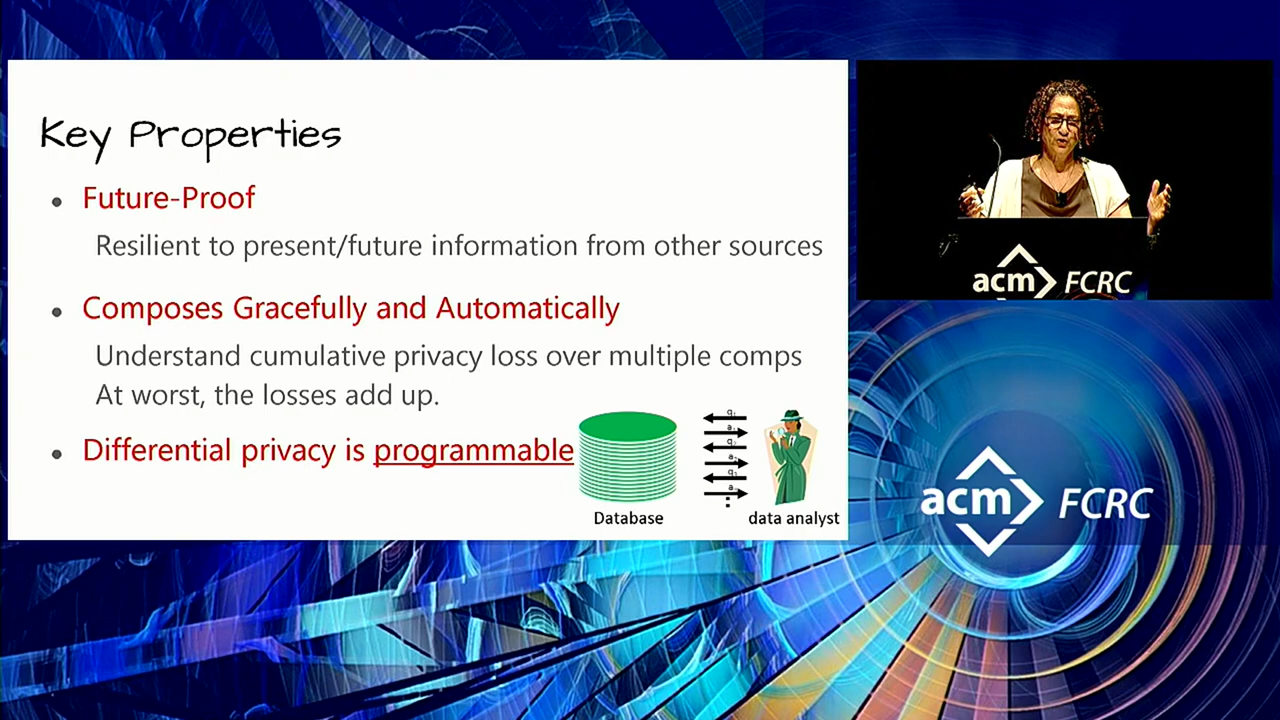 Key Properties
Future-Proof
Resilient to present/future information from other sources
Composes Gracefully and Automatically
Understand cumulative privacy loss over multiple comps
At worst, the losses add up.
Differential privacy is programmable
q
a
q
a
q
a
Database
data analyst
acm FCRC
acm FCRC